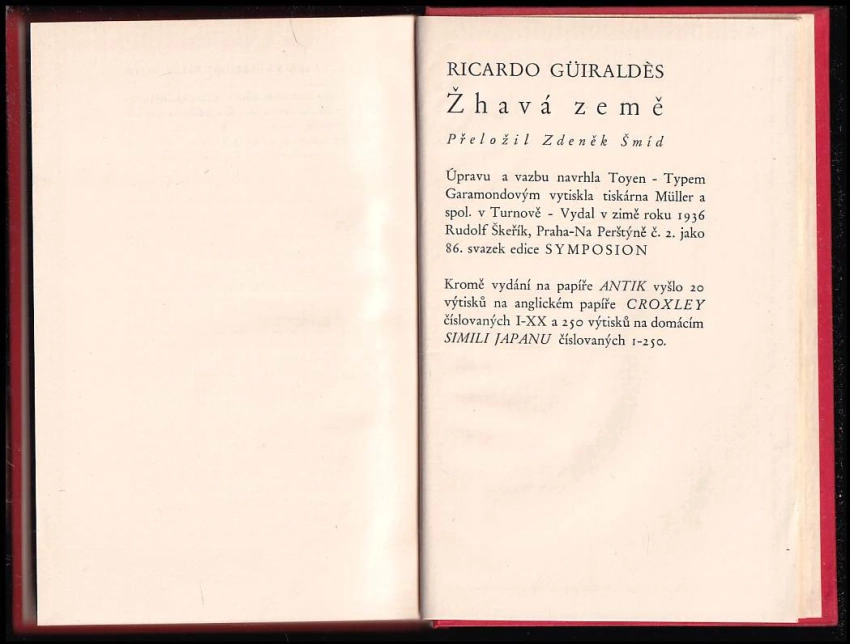 RICARDO GÜIRALDÈS
Žhavá země
Přeložil Zdeněk Šmíd
Úpravu a vazbu navrhla Toyen - Typem
Garamondovým vytiskla tiskárna Müller a
spol. v Turnově - Vydal v zimě roku 1936
Rudolf Škeřík, Praha-Na Perštýně č. 2. jako
86. svazek edice SYMPOSION
Kromě vydání na papíře ANTIK vyšlo 20
výtisků na anglickém papíře CROXLEY
číslovaných I-XX a 250 výtisků na domácím
SIMILI JAPANU číslovaných 1-250.